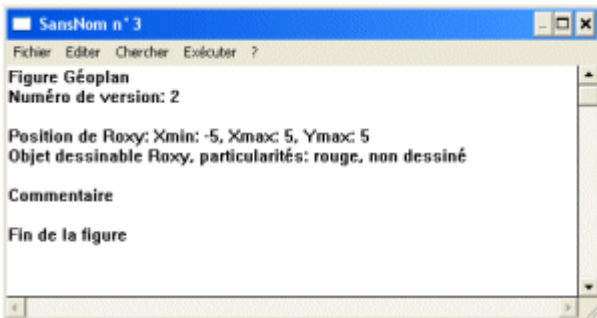 SansNom n°3
Fichier Editer Chercher Exécuter ?
Figure Géoplan
Numéro de version: 2
Position de Roxy: Xmin: -5, Xmax: 5, Ymax: 5
Objet dessinable Roxy, particularités: rouge, non dessiné
Commentaire
Fin de la figure